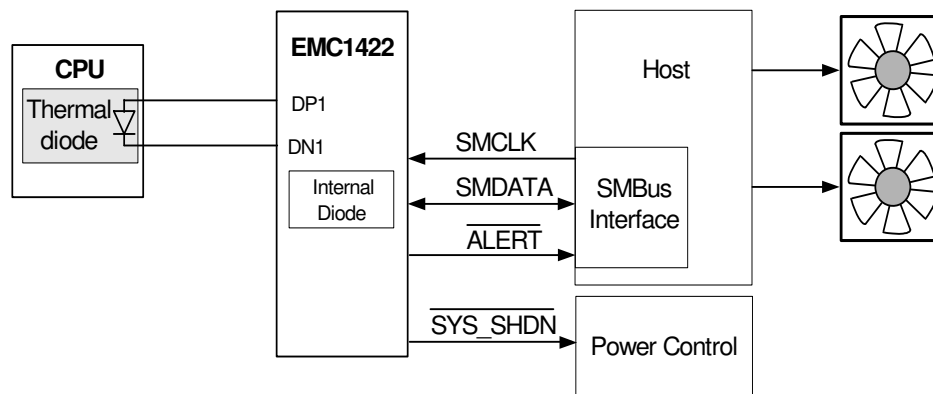 CPU
Thermal
diode
EMC1422
DP1
DN1
Internal
Diode
SMCLK
SMDATA
ALERT
SYS_SHDN
Host
SMBus
Interface
Power Control